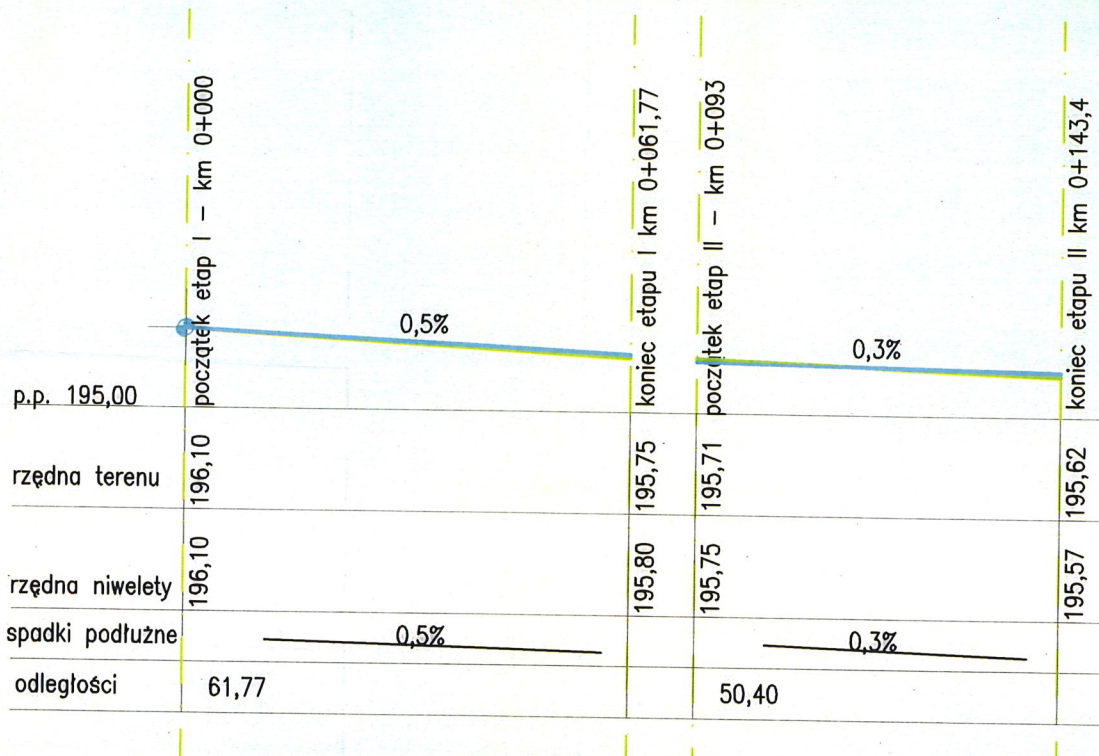 początek etap I – km 0+000
koniec etapu I km 0+061,77
początek etap II – km 0+093
koniec etapu II km 0+143,4
0,5%
0,3%
p.p. 195,00
rzędna terenu 196,10 195,75 195,71 195,62
rzędna niwelety 196,10 195,80 195,75 195,57
spadki podłużne 0,5% 0,3%
odległości 61,77 50,40